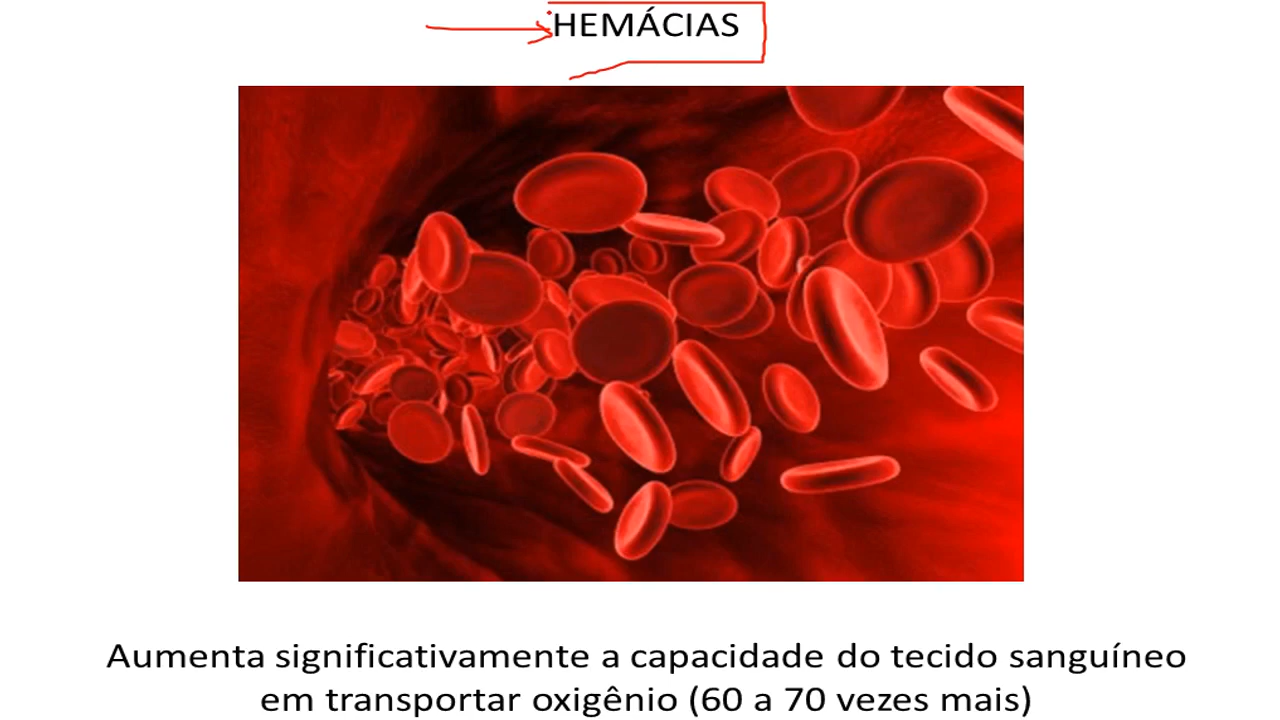 HEMÁCIAS
Aumenta significativamente a capacidade do tecido sanguíneo
em transportar oxigênio (60 a 70 vezes mais)